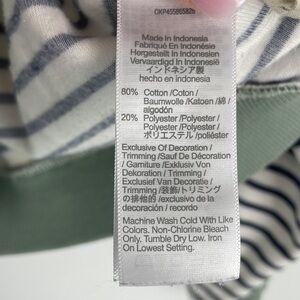 Made in Indonesia
Fabriqué En Indonésie
Hergestellt In Indonesien
Vervaardigd In Indonesië
インドネシア製
hecho en indonesia
80% Cotton /Coton /
Baumwolle /Katoen /綿 /
algodón
20% Polyester /Polyester /
Polyester /Polyester /
ポリエステル /poliéster
Exclusive Of Decoration /
Trimming /Sauf De Décoration
/ Garniture /Exklusiv Von
Dekoration / Trimming /
Exclusief Van Decoratie /
Trimming /装飾/トリミング
の排他的 /exclusivo de la
decoración / recorado
Machine Wash Cold With Like
Colors. Non-Chlorine Bleach
Only. Tumble Dry Low. Iron
On Lowest Setting.